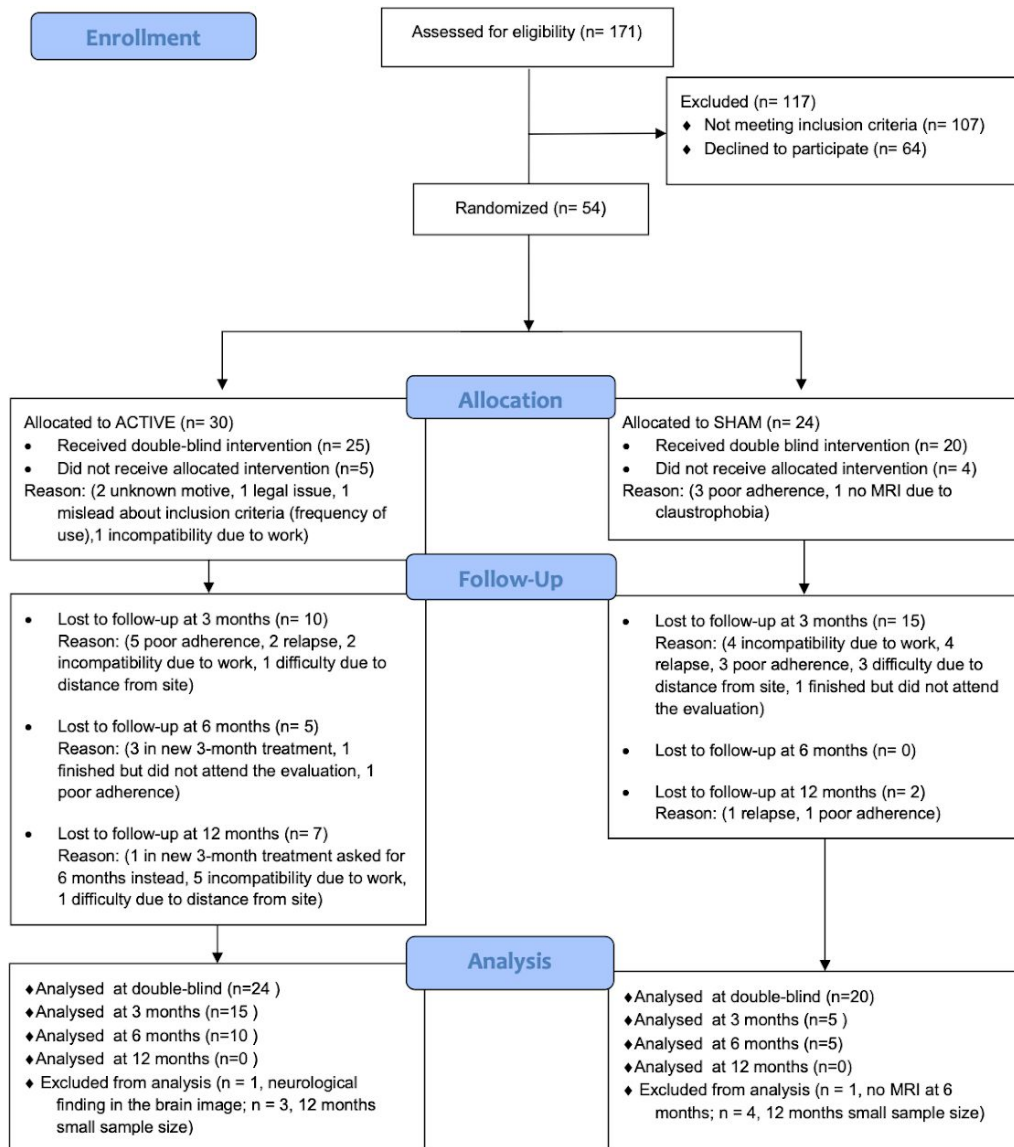 Enrollment
Assessed for eligibility (n= 171)
Excluded (n= 117)
♦ Not meeting inclusion criteria (n= 107)
♦ Declined to participate (n= 64)
Randomized (n= 54)
Allocation
Allocated to ACTIVE (n= 30)
• Received double-blind intervention (n= 25)
• Did not receive allocated intervention (n=5)
Reason: (2 unknown motive, 1 legal issue, 1
mislead about inclusion criteria (frequency of
use),1 incompatibility due to work)
Allocated to SHAM (n= 24)
• Received double blind intervention (n= 20)
• Did not receive allocated intervention (n= 4)
Reason: (3 poor adherence, 1 no MRI due to
claustrophobia)
Follow-Up
• Lost to follow-up at 3 months (n= 10)
Reason: (5 poor adherence, 2 relapse, 2
incompatibility due to work, 1 difficulty due to
distance from site)
• Lost to follow-up at 6 months (n= 5)
Reason: (3 in new 3-month treatment, 1
finished but did not attend the evaluation, 1
poor adherence)
• Lost to follow-up at 12 months (n= 7)
Reason: (1 in new 3-month treatment asked for
6 months instead, 5 incompatibility due to work,
1 difficulty due to distance from site)
• Lost to follow-up at 3 months (n= 15)
Reason: (4 incompatibility due to work, 4
relapse, 3 poor adherence, 3 difficulty due to
distance from site, 1 finished but did not attend
the evaluation)
• Lost to follow-up at 6 months (n= 0)
• Lost to follow-up at 12 months (n= 2)
Reason: (1 relapse, 1 poor adherence)
Analysis
♦Analysed at double-blind (n=24 )
♦Analysed at 3 months (n=15 )
♦Analysed at 6 months (n=10 )
♦Analysed at 12 months (n=0 )
♦ Excluded from analysis (n = 1, neurological
finding in the brain image; n = 3, 12 months
small sample size)
♦Analysed at double-blind (n=20)
♦Analysed at 3 months (n=5 )
♦Analysed at 6 months (n=5)
♦Analysed at 12 months (n=0)
♦ Excluded from analysis (n = 1, no MRI at 6
months; n = 4, 12 months small sample size)